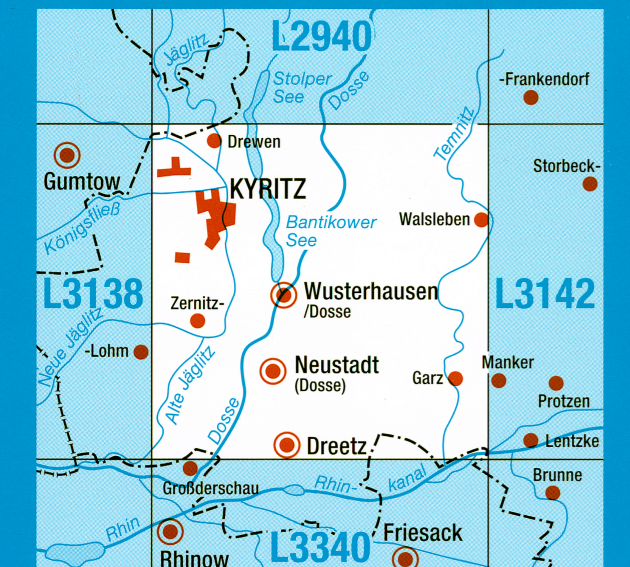 L2940
Jäglitz
Stolper
See
Dosse
-Frankendorf
Temnitz
Drewen
Gumtow
Storbeck-
KYRITZ
Königsfließ
Bantikower
See
Walsleben
L3138
Wusterhausen
/Dosse
L3142
Zernitz-
Neue Jäglitz
-Lohm
Alte Jäglitz
Neustadt
(Dosse)
Garz
Manker
Protzen
Dosse
Dreetz
Lentzke
Großderschau
Rhin-
kanal
Brunne
Rhin
Rhinow
L3340
Friesack